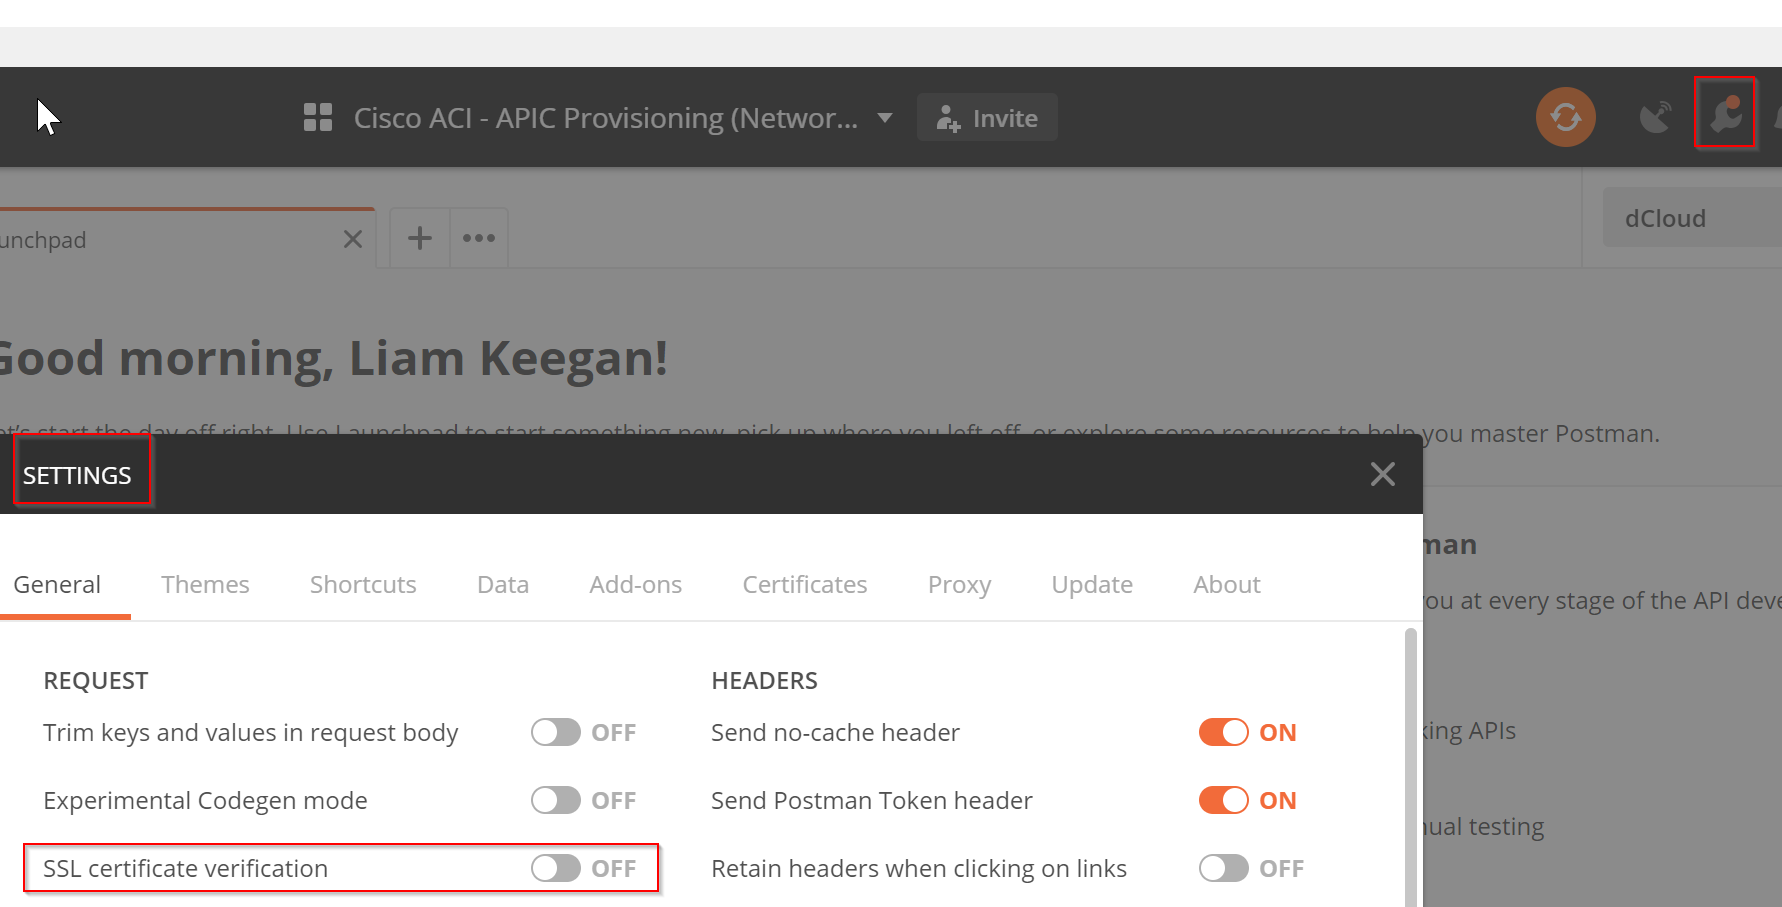 Cisco ACI - APIC Provisioning (Networ...
Invite
unchpad
dCloud
Good morning, Liam Keegan!
et's start the day off right. Use Launchpad to start something new, pick up where you left off, or explore some resources to help you master Postman.
SETTINGS
man
General Themes Shortcuts Data Add-ons Certificates Proxy Update About
you at every stage of the API deve
REQUEST
HEADERS
Trim keys and values in request body OFF
Send no-cache header ON
king APIs
Experimental Codegen mode OFF
Send Postman Token header ON
nual testing
SSL certificate verification OFF
Retain headers when clicking on links OFF